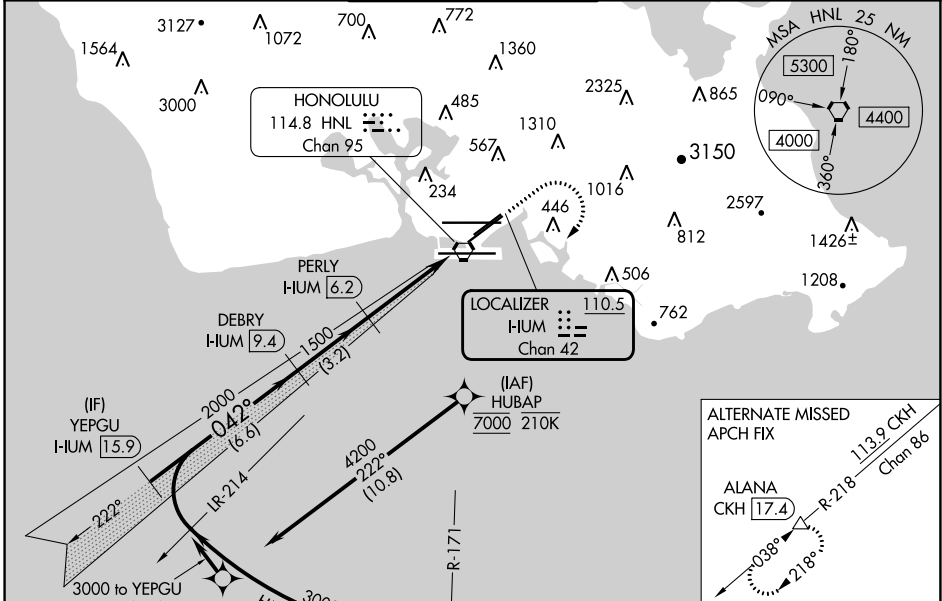 3127
1072
700
772
1564
1360
3000
HONOLULU
114.8 HNL
Chan 95
485
567
1310
2325
865
3150
234
1016
446
812
2597
1426±
506
762
1208
MSA HNL 25 NM
180°
5300
090°
4400
4000
360°
PERLY
I-IUM 6.2
DEBRY
I-IUM 9.4
LOCALIZER 110.5
I-IUM
Chan 42
1500
(3.2)
2000
042°
(6.6)
(IF)
YEPGU
I-IUM 15.9
222°
(IAF)
HUBAP
7000 210K
4200
222°
(10.8)
LR-214
R-171
3000 to YEPGU
ALTERNATE MISSED
APCH FIX
113.9 CKH
Chan 86
R-218
ALANA
CKH 17.4
038°
218°